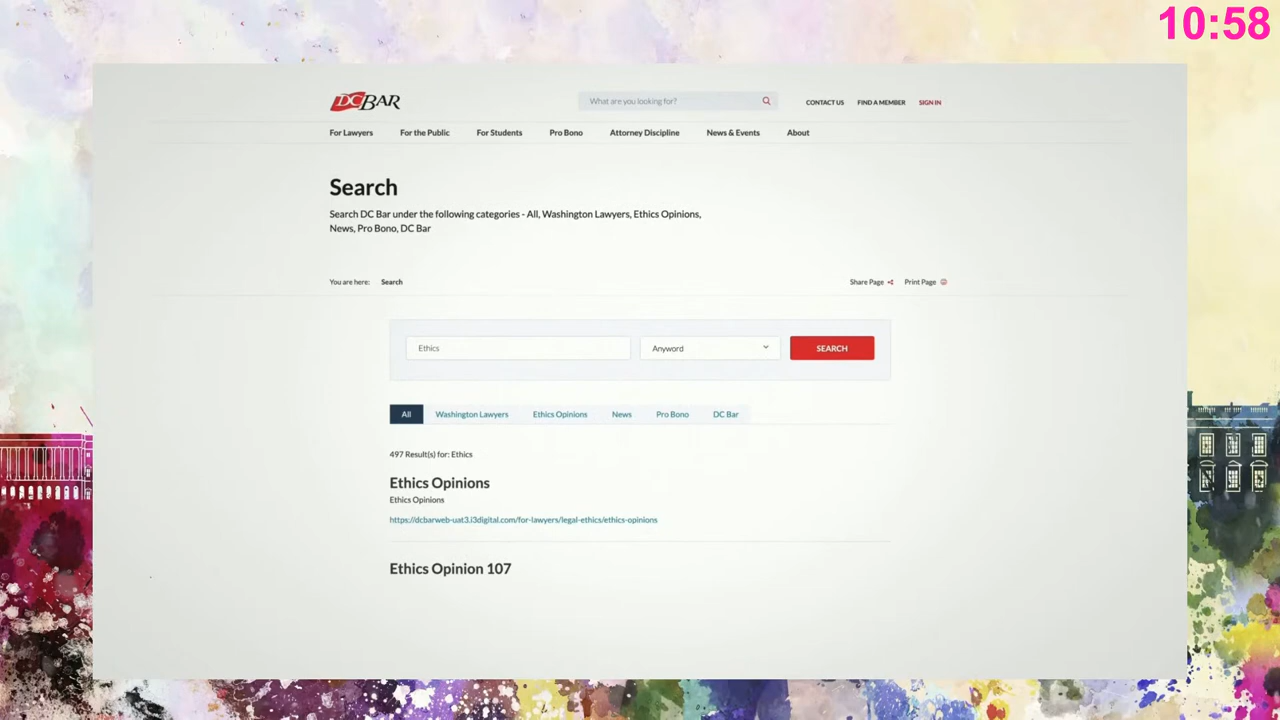 10:58
DC BAR
What are you looking for?
CONTACT US FIND A MEMBER SIGN IN
For Lawyers For the Public For Students Pro Bono Attorney Discipline News & Events About
Search
Search DC Bar under the following categories - All, Washington Lawyers, Ethics Opinions,
News, Pro Bono, DC Bar
You are here: Search Share Page Print Page
Ethics Anyword SEARCH
All Washington Lawyers Ethics Opinions News Pro Bono DC Bar
497 Result(s) for: Ethics
Ethics Opinions
Ethics Opinions
https://dcbarweb-uat3.i3digital.com/for-lawyers/legal-ethics/ethics-opinions
Ethics Opinion 107